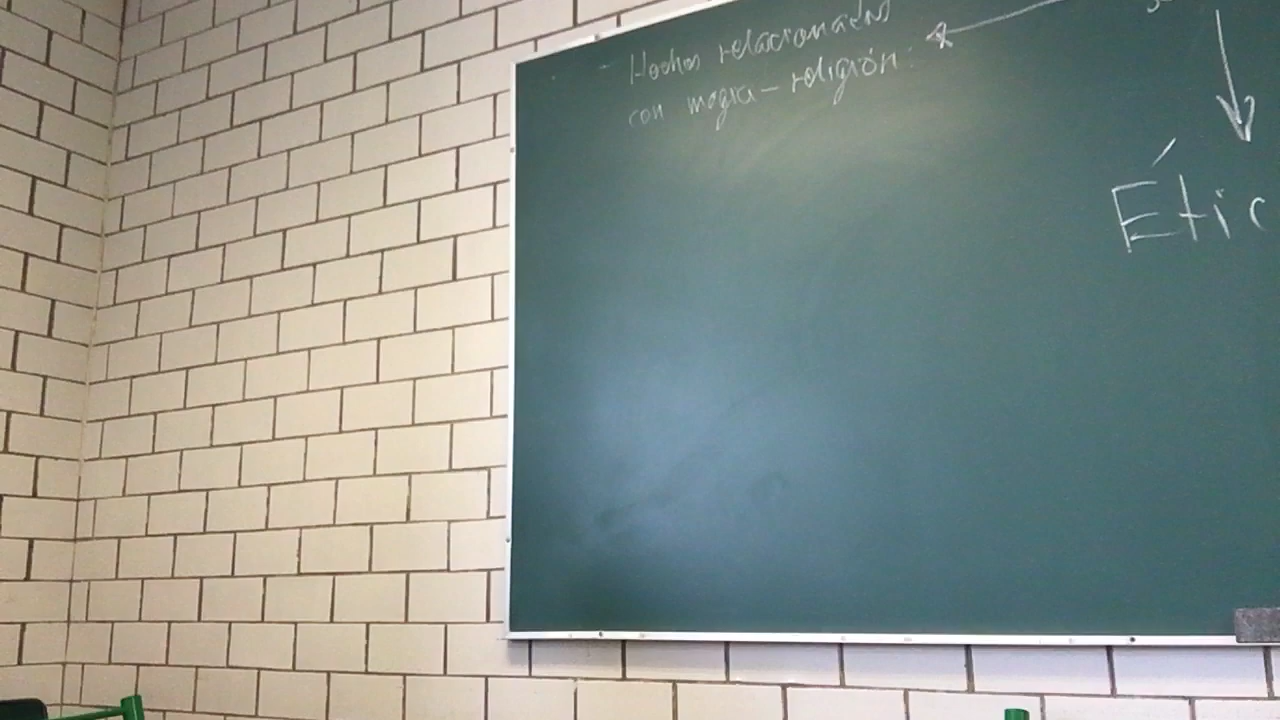 - Hechos relacionados
con magia - religión:
Étic